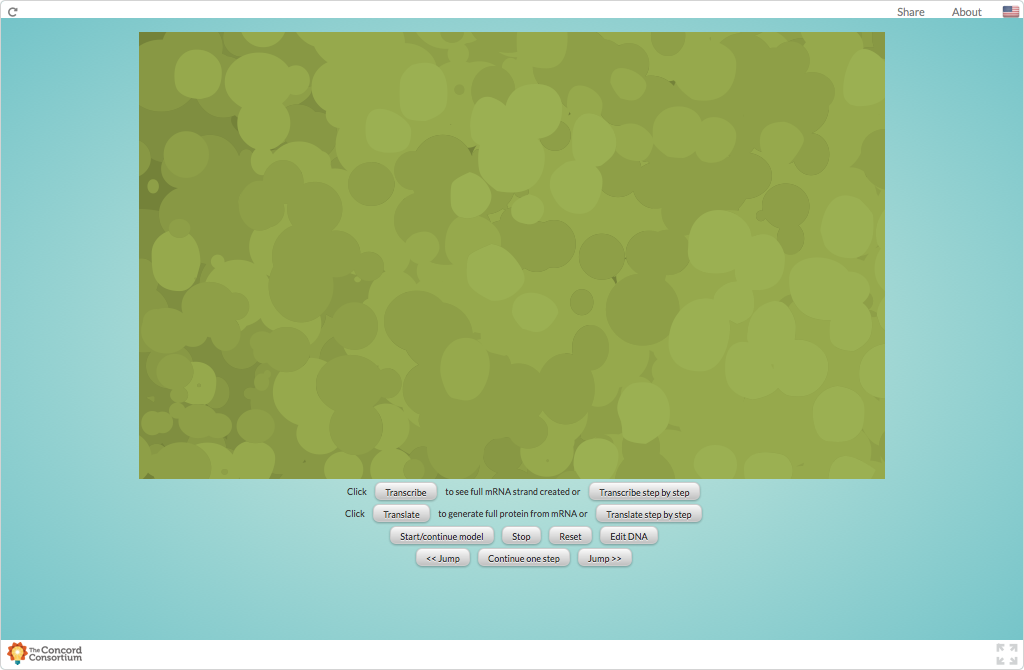 Share About
Click Transcribe to see full mRNA strand created or Transcribe step by step
Click Translate to generate full protein from mRNA or Translate step by step
Start/continue model Stop Reset Edit DNA
<< Jump Continue one step Jump >>
The Concord
Consortium